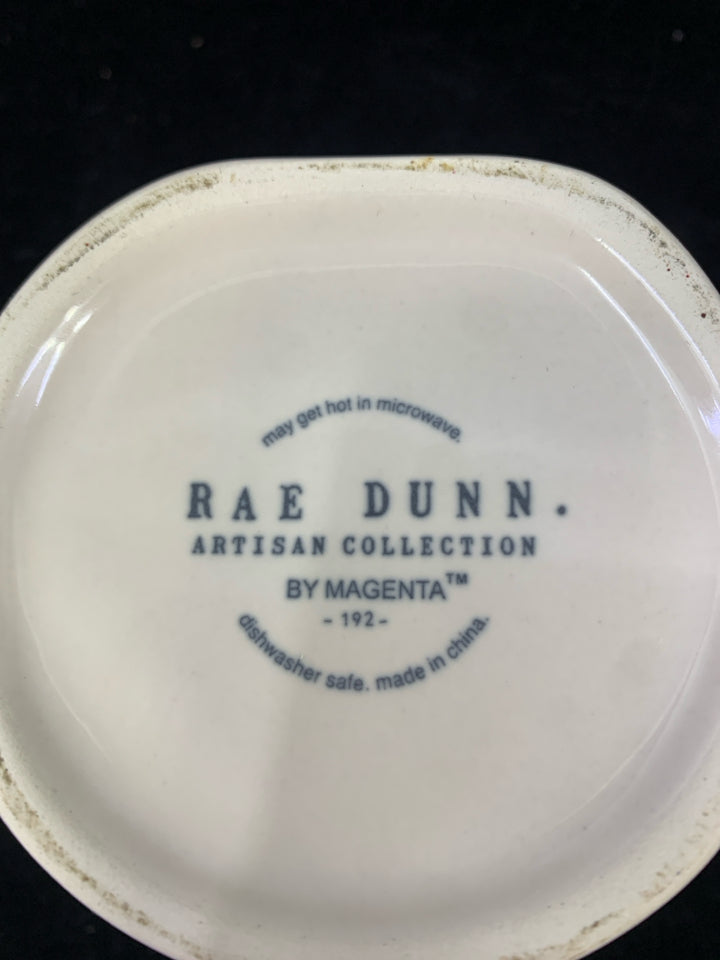 may get hot in microwave.
RAE DUNN.
ARTISAN COLLECTION
BY MAGENTA™
- 192 -
dishwasher safe. made in china.